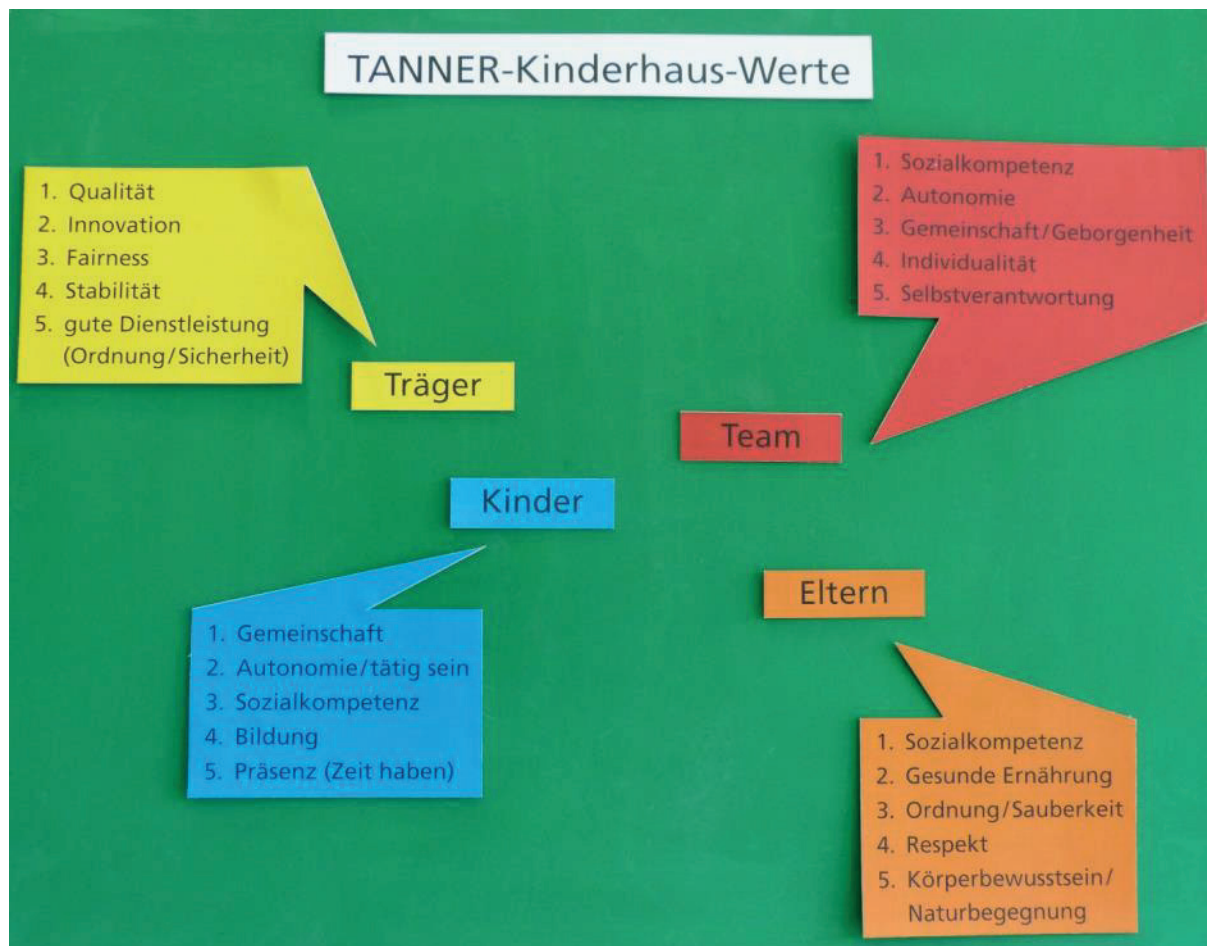 TANNER-Kinderhaus-Werte
1. Qualität
2. Innovation
3. Fairness
4. Stabilität
5. gute Dienstleistung
(Ordnung/Sicherheit)
Träger
1. Sozialkompetenz
2. Autonomie
3. Gemeinschaft/Geborgenheit
4. Individualität
5. Selbstverantwortung
Team
Kinder
1. Gemeinschaft
2. Autonomie/tätig sein
3. Sozialkompetenz
4. Bildung
5. Präsenz (Zeit haben)
Eltern
1. Sozialkompetenz
2. Gesunde Ernährung
3. Ordnung/Sauberkeit
4. Respekt
5. Körperbewusstsein/
Naturbegegnung